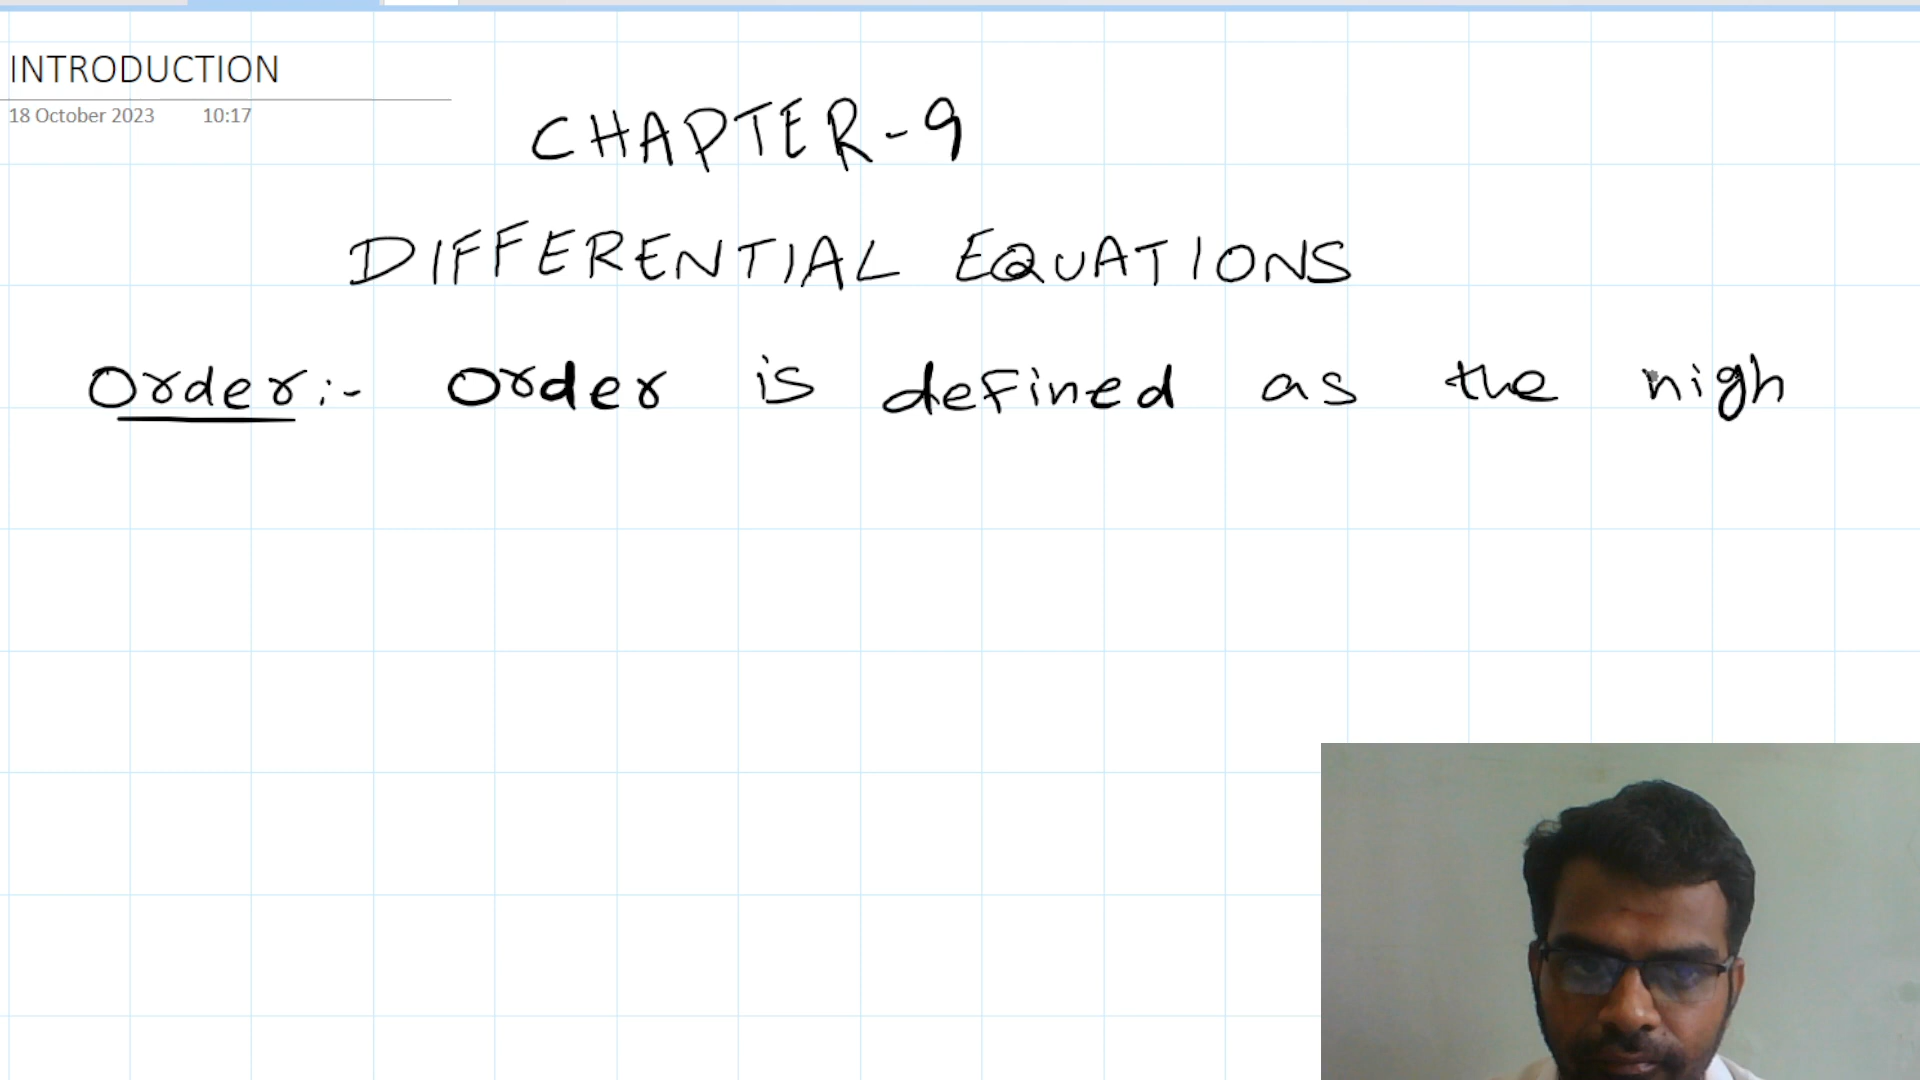 INTRODUCTION
18 October 2023 10:17
CHAPTER-9
DIFFERENTIAL EQUATIONS
Order:- Order is defined as the high